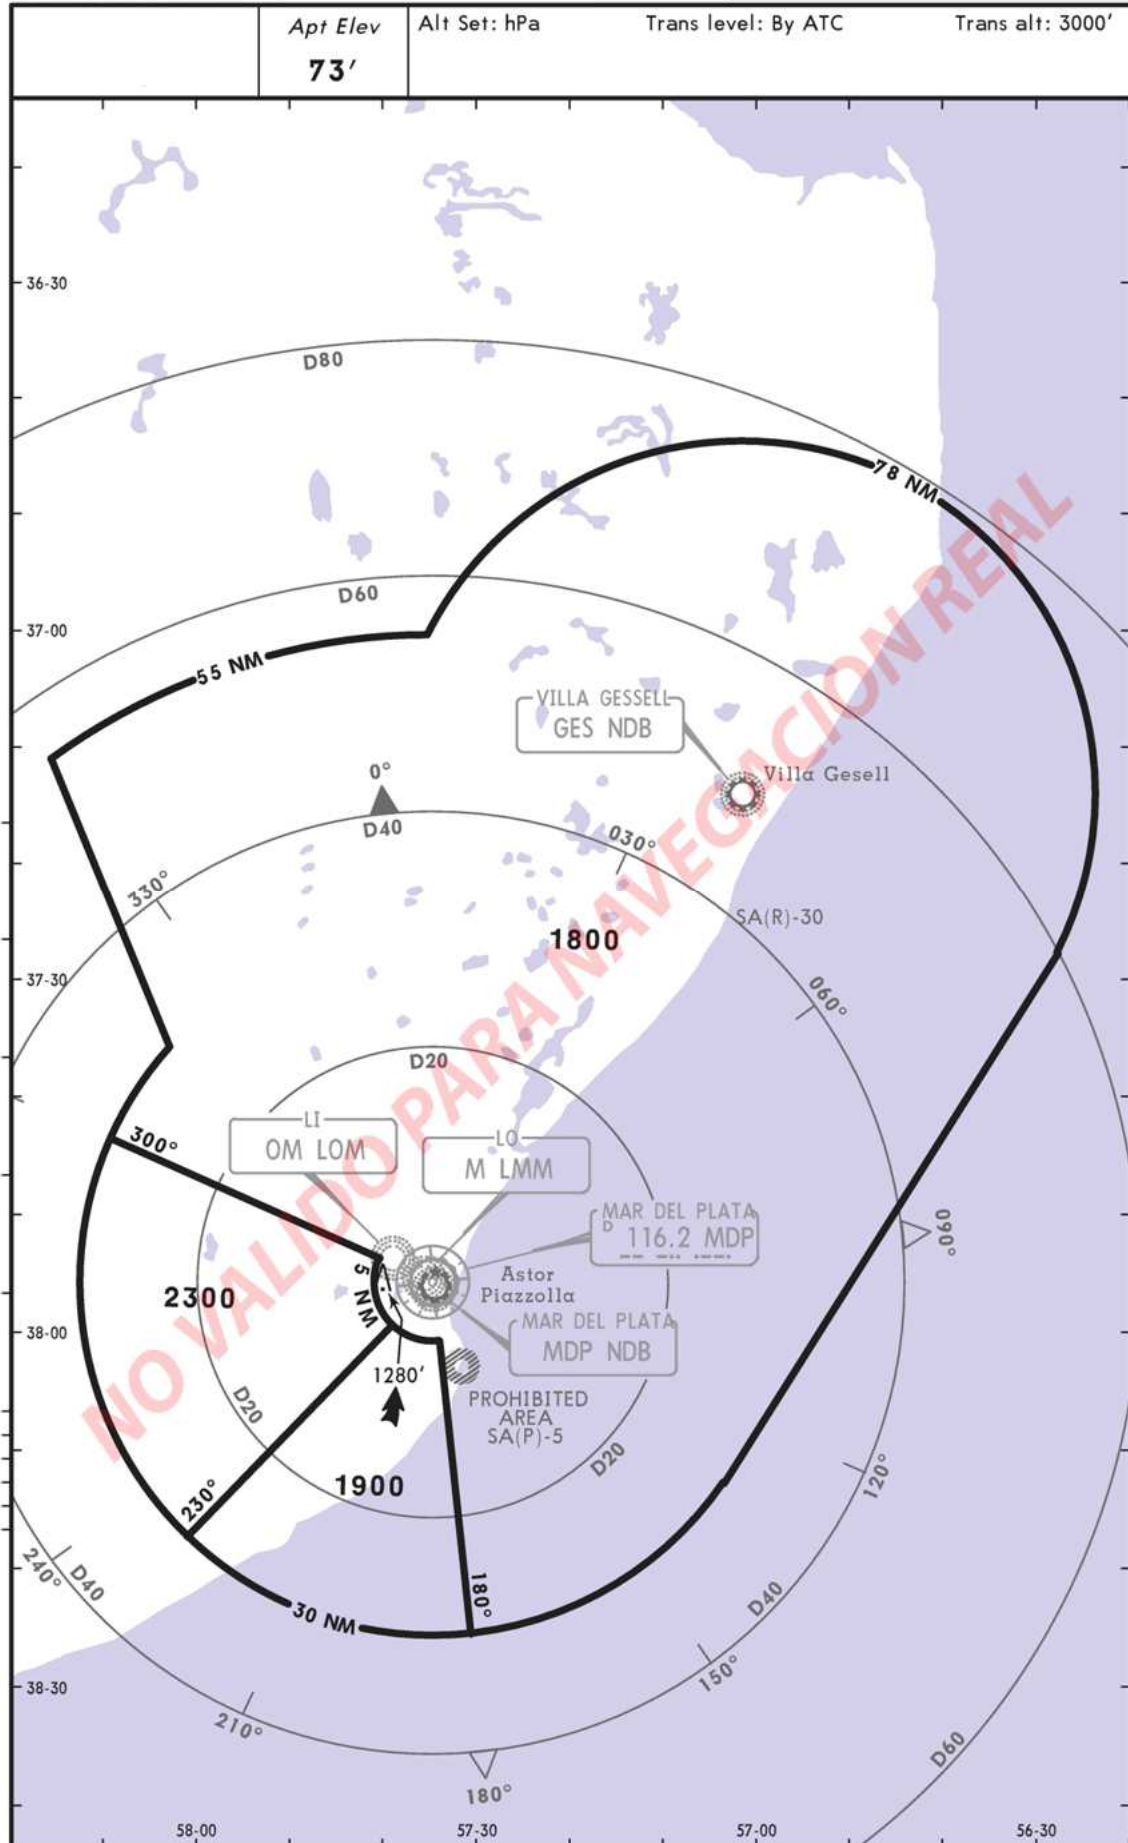 Apt Elev
73'
Alt Set: hPa
Trans level: By ATC
Trans alt: 3000'
36-30
D80
78 NM
D60
37-00
55 NM
VILLA GESSELL
GES NDB
Villa Gesell
0°
D40
030°
330°
SA(R)-30
1800
37-30
060°
D20
LI
OM LOM
LO
M LMM
300°
MAR DEL PLATA
D 116.2 MDP
090°
Astor
Piazzolla
5 NM
2300
MAR DEL PLATA
MDP NDB
38-00
1280'
PROHIBITED
AREA
SA(P)-5
D20
D20
1900
120°
230°
240°
D40
180°
30 NM
D40
150°
38-30
210°
D60
180°
58-00
57-30
57-00
56-30
NO VALIDO PARA NAVEGACION REAL